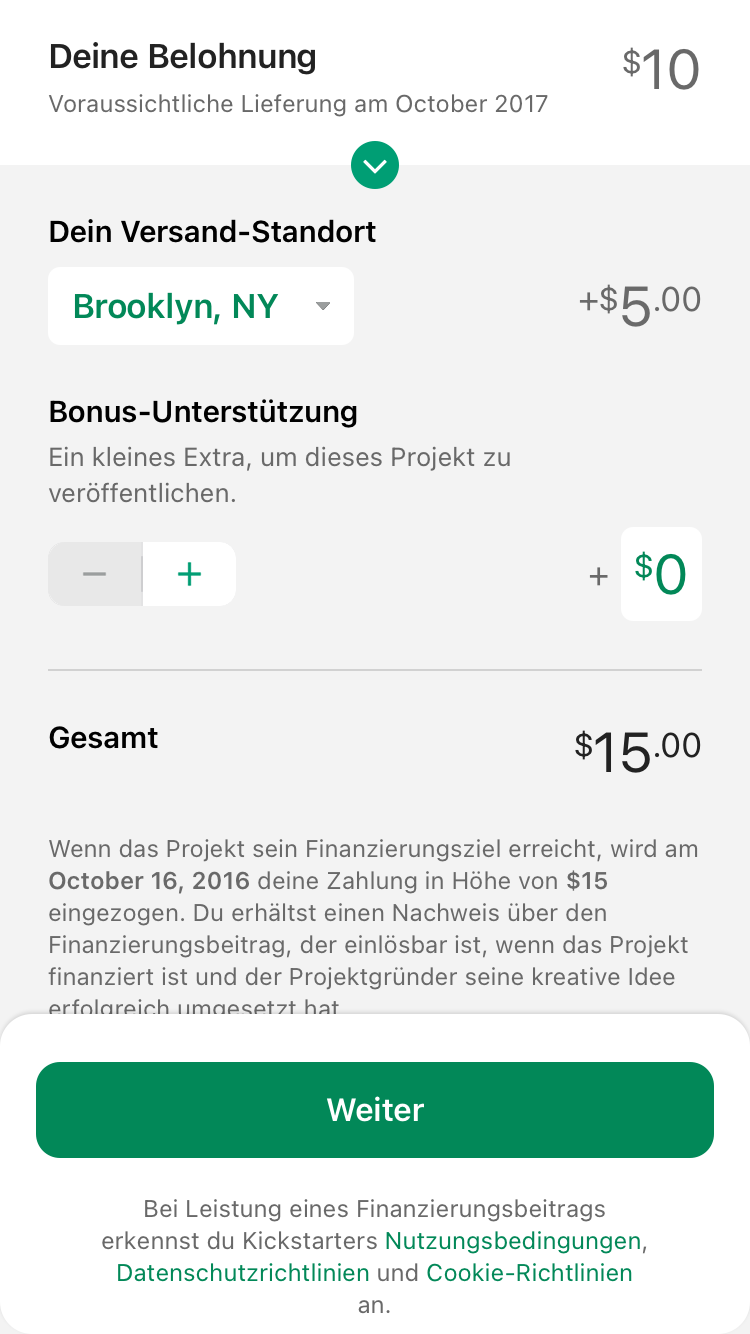 Deine Belohnung
$10
Voraussichtliche Lieferung am October 2017
Dein Versand-Standort
Brooklyn, NY
+$5.00
Bonus-Unterstützung
Ein kleines Extra, um dieses Projekt zu
veröffentlichen.
− +
+ $0
Gesamt
$15.00
Wenn das Projekt sein Finanzierungsziel erreicht, wird am
October 16, 2016 deine Zahlung in Höhe von $15
eingezogen. Du erhältst einen Nachweis über den
Finanzierungsbeitrag, der einlösbar ist, wenn das Projekt
finanziert ist und der Projektgründer seine kreative Idee
erfolgreich umgesetzt hat
Weiter
Bei Leistung eines Finanzierungsbeitrags
erkennst du Kickstarters Nutzungsbedingungen,
Datenschutzrichtlinien und Cookie-Richtlinien
an.